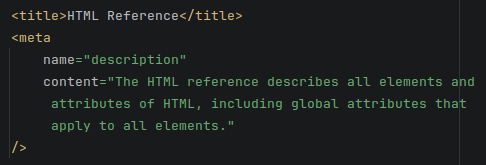 <title>HTML Reference</title>
<meta
name="description"
content="The HTML reference describes all elements and
attributes of HTML, including global attributes that
apply to all elements."
/>